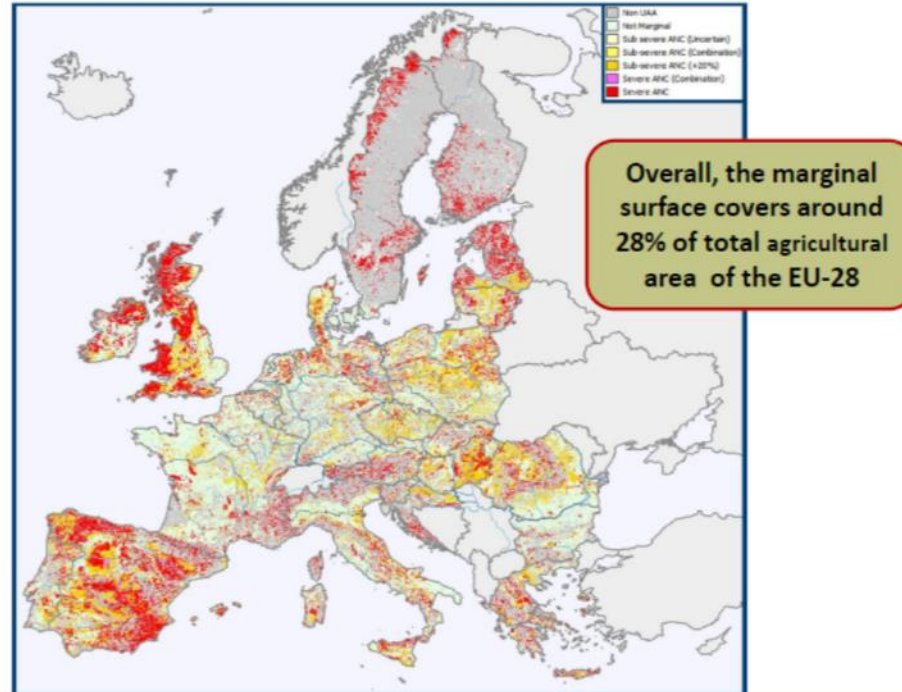 Non UAA
Not Marginal
Sub severe ANC (Uncertain)
Sub-severe ANC (Combination)
Sub-severe ANC (+20%)
Severe ANC (Combination)
Severe ANC
Overall, the marginal
surface covers around
28% of total agricultural
area of the EU-28